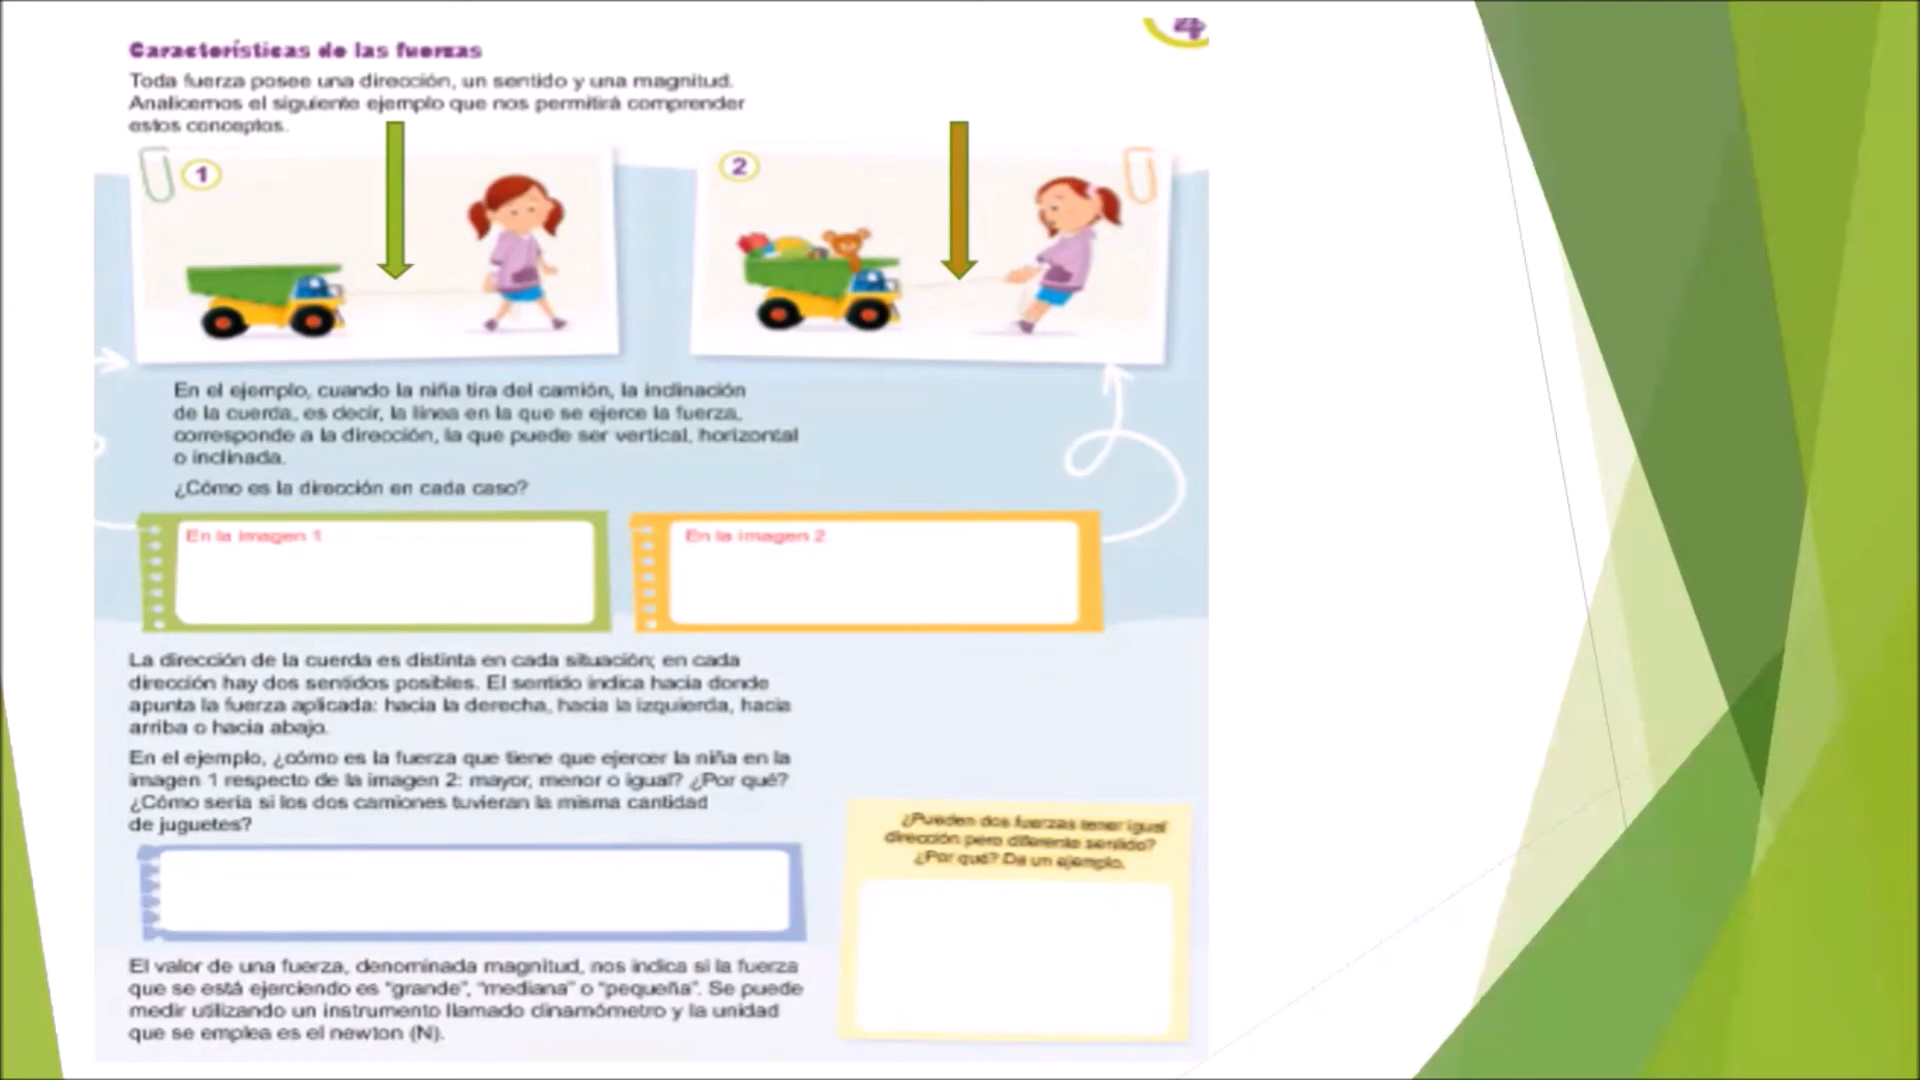 4
Características de las fuerzas
Toda fuerza posee una dirección, un sentido y una magnitud.
Analicemos el siguiente ejemplo que nos permitirá comprender
estos conceptos.
1
2
En el ejemplo, cuando la niña tira del camión, la inclinación
de la cuerda, es decir, la línea en la que se ejerce la fuerza,
corresponde a la dirección, la que puede ser vertical, horizontal
o inclinada.
¿Cómo es la dirección en cada caso?
En la imagen 1
En la imagen 2
La dirección de la cuerda es distinta en cada situación; en cada
dirección hay dos sentidos posibles. El sentido indica hacia donde
apunta la fuerza aplicada: hacia la derecha, hacia la izquierda, hacia
arriba o hacia abajo.
En el ejemplo, ¿cómo es la fuerza que tiene que ejercer la niña en la
imagen 1 respecto de la imagen 2: mayor, menor o igual? ¿Por qué?
¿Cómo sería si los dos camiones tuvieran la misma cantidad
de juguetes?
¿Pueden dos fuerzas tener igual
dirección pero diferente sentido?
¿Por qué? Da un ejemplo.
El valor de una fuerza, denominada magnitud, nos indica si la fuerza
que se está ejerciendo es "grande", "mediana" o "pequeña". Se puede
medir utilizando un instrumento llamado dinamómetro y la unidad
que se emplea es el newton (N).